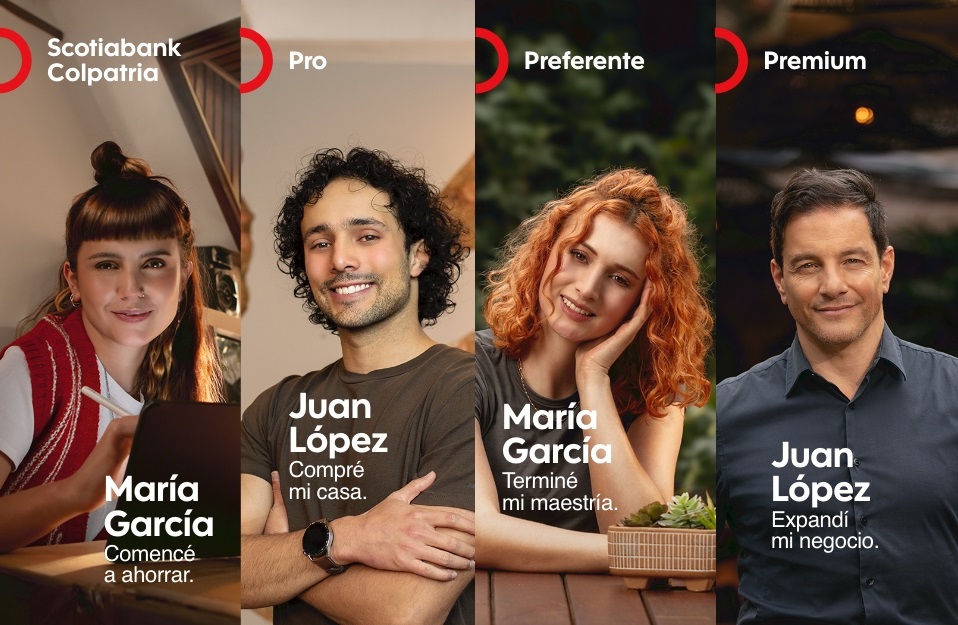 Scotiabank
Colpatria
María
García
Comencé
a ahorrar.
Pro
Juan
López
Compré
mi casa.
Preferente
María
García
Terminé
mi maestría.
Premium
Juan
López
Expandí
mi negocio.